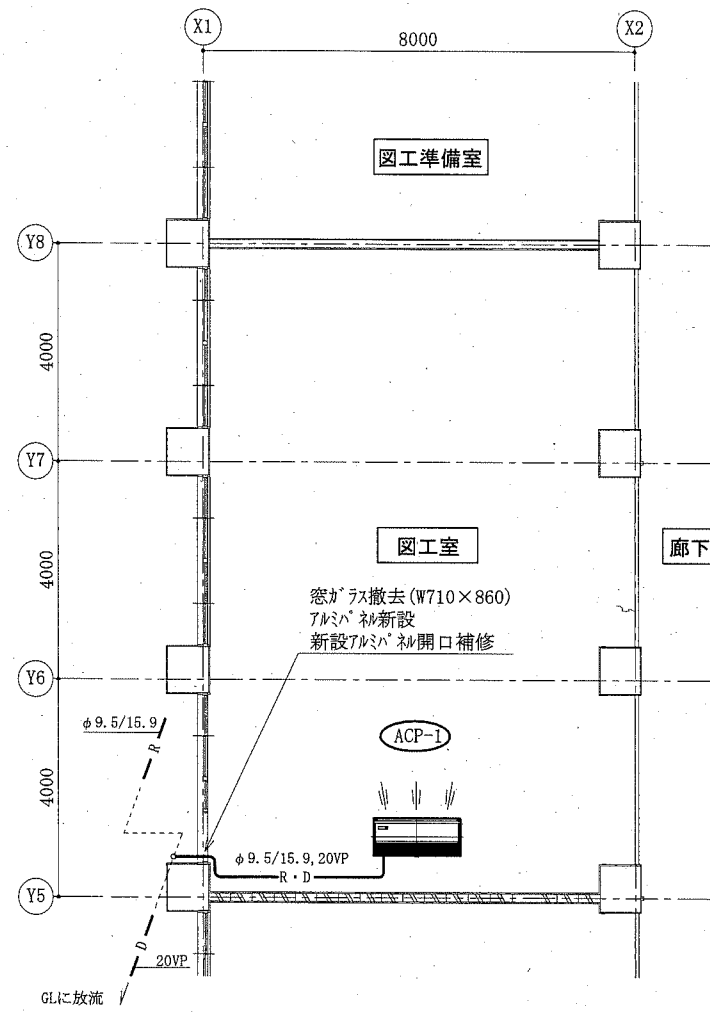 X1
X2
8000
図工準備室
Y8
4000
Y7
図工室
廊下
4000
窓ガラス撤去(W710×860)
アルミパネル新設
新設アルミパネル開口補修
Y6
φ9.5/15.9
R
ACP-1
4000
φ9.5/15.9,20VP
R・D
Y5
D
20VP
GLに放流